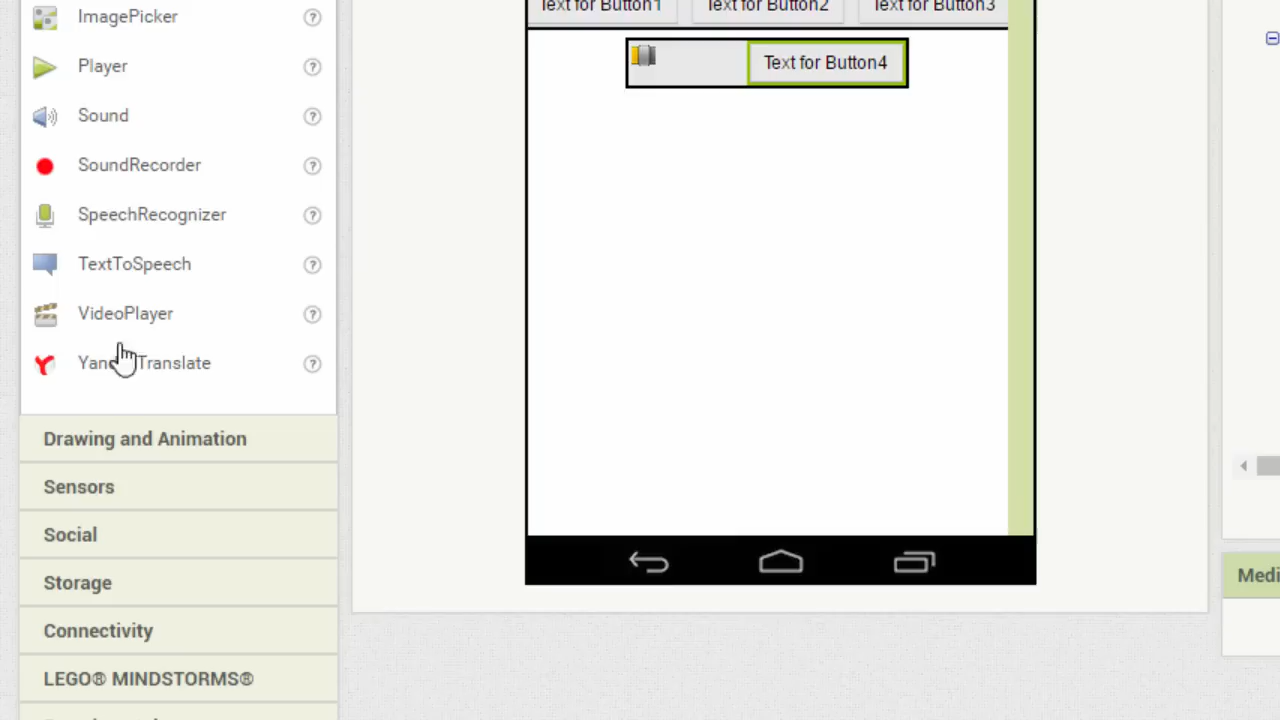 ImagePicker
Player
Sound
SoundRecorder
SpeechRecognizer
TextToSpeech
VideoPlayer
Translate
Drawing and Animation
Sensors
Social
Storage
Connectivity
LEGO® MINDSTORMS®
Text for Button1
Text for Button2
Text for Button3
Text for Button4
Medi